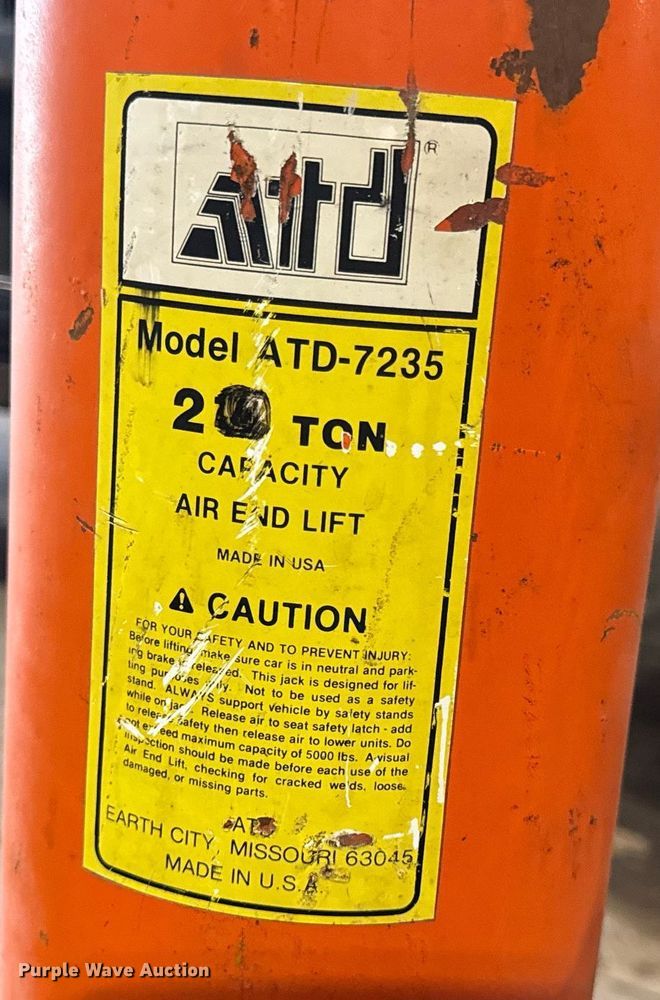 atd ®
Model ATD-7235
2 TON
CAPACITY
AIR END LIFT
MADE IN USA
CAUTION
FOR YOUR SAFETY AND TO PREVENT INJURY:
Before lifting make sure car is in neutral and park-
ing brake is released. This jack is designed for lif-
ting purposes only. Not to be used as a safety
stand. ALWAYS support vehicle by safety stands
while on jack. Release air to seat safety latch - add
to release safety then release air to lower units. Do
not exceed maximum capacity of 5000 lbs. A visual
inspection should be made before each use of the
Air End Lift, checking for cracked welds, loose,
damaged, or missing parts.
ATD
EARTH CITY, MISSOURI 63045
MADE IN U.S.A.
Purple Wave Auction